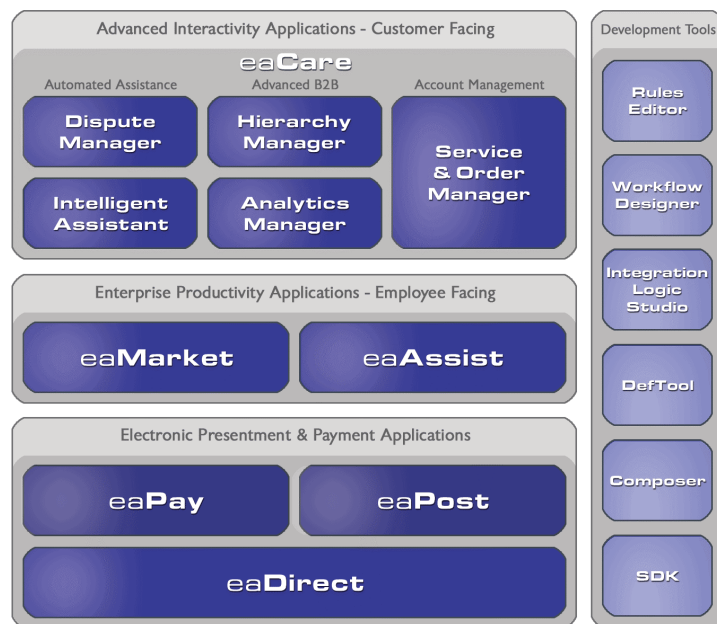 Advanced Interactivity Applications - Customer Facing
eaCare
Automated Assistance
Advanced B2B
Account Management
Dispute
Manager
Hierarchy
Manager
Service
& Order
Manager
Intelligent
Assistant
Analytics
Manager
Enterprise Productivity Applications - Employee Facing
eaMarket
eaAssist
Electronic Presentment & Payment Applications
eaPay
eaPost
eaDirect
Development Tools
Rules
Editor
Workflow
Designer
Integration
Logic
Studio
DefTool
Composer
SDK